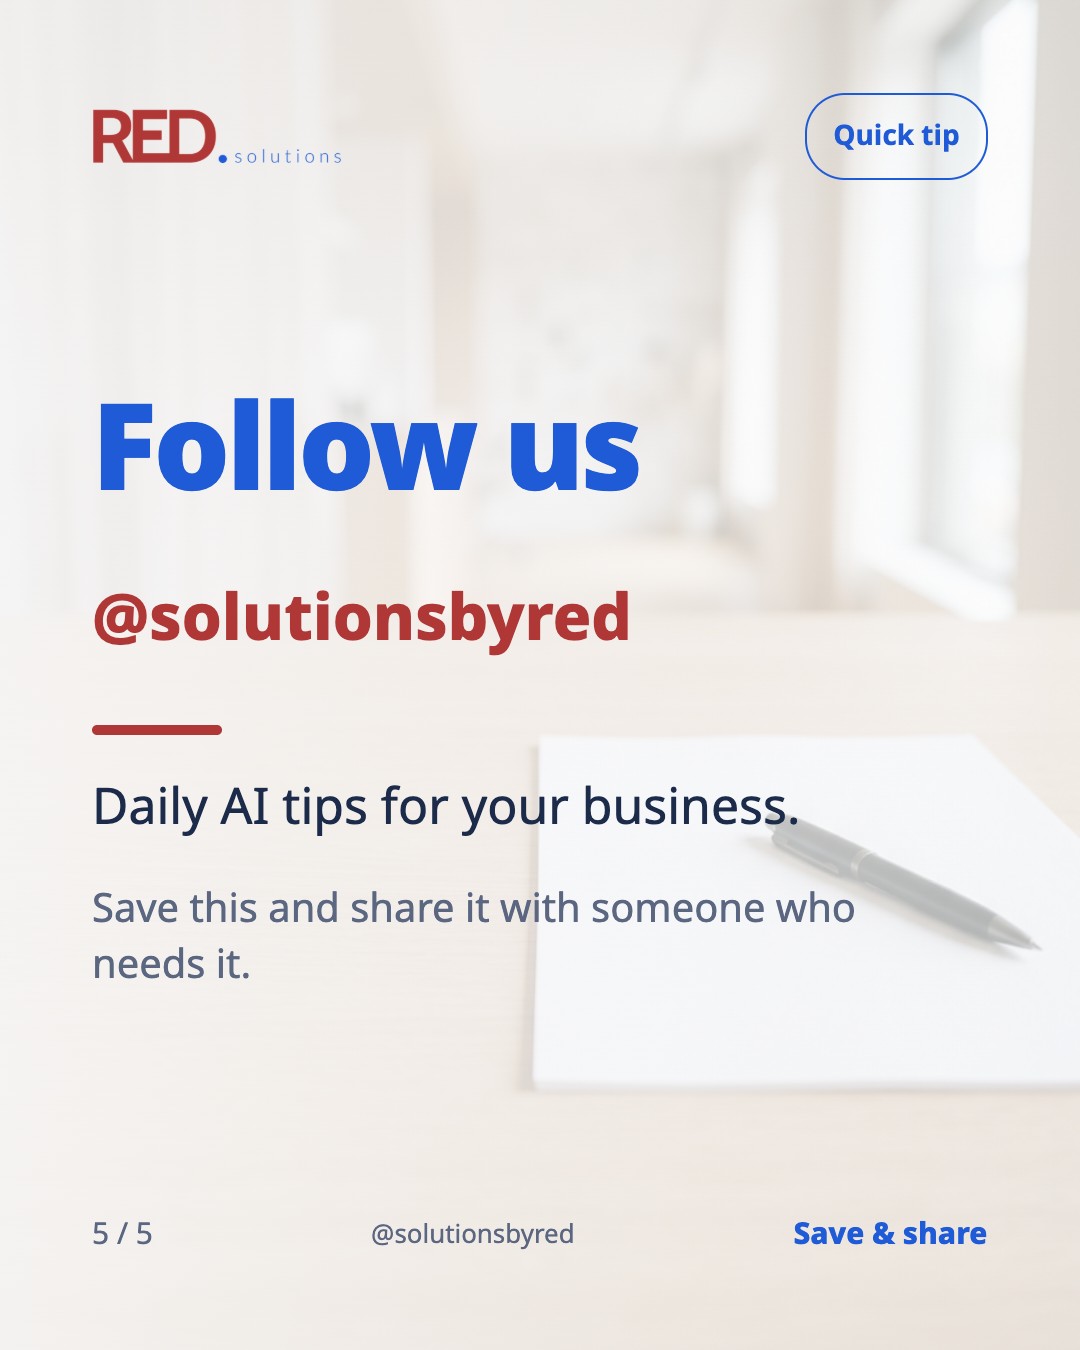 RED.solutions
Quick tip
Follow us
@solutionsbyred
Daily AI tips for your business.
Save this and share it with someone who
needs it.
5 / 5
@solutionsbyred
Save & share